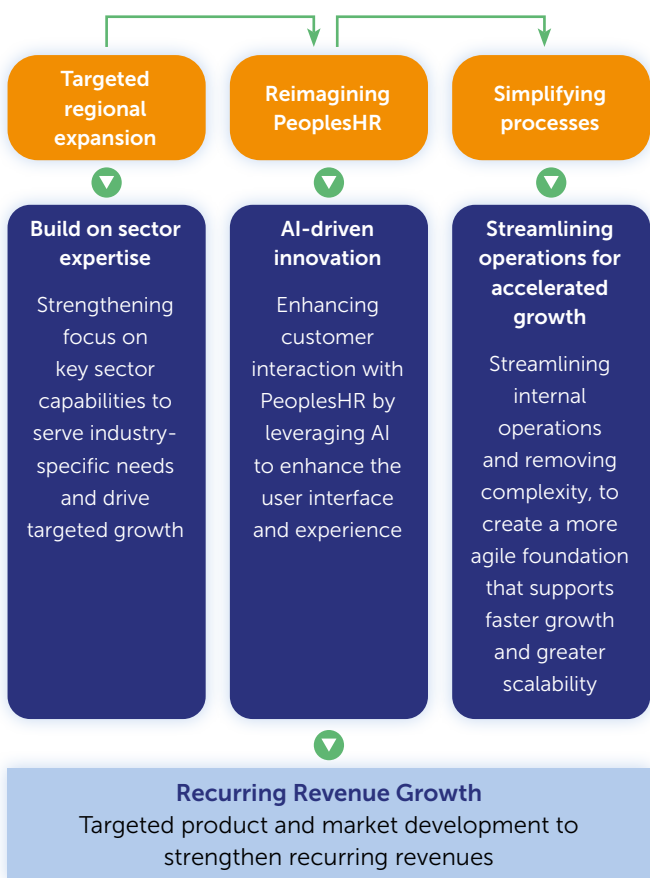 Targeted
regional
expansion
Reimagining
PeoplesHR
Simplifying
processes
Build on sector
expertise
Strengthening
focus on
key sector
capabilities to
serve industry-
specific needs
and drive
targeted growth
AI-driven
innovation
Enhancing
customer
interaction with
PeoplesHR by
leveraging AI
to enhance the
user interface
and experience
Streamlining
operations for
accelerated
growth
Streamlining
internal
operations
and removing
complexity, to
create a more
agile foundation
that supports
faster growth
and greater
scalability
Recurring Revenue Growth
Targeted product and market development to
strengthen recurring revenues